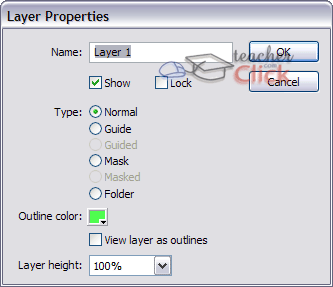 Layer Properties
Name: Layer 1 OK
Show Lock Cancel
teacher
.com
Click
Type: Normal
Guide
Guided
Mask
Masked
Folder
Outline color:
View layer as outlines
Layer height: 100%